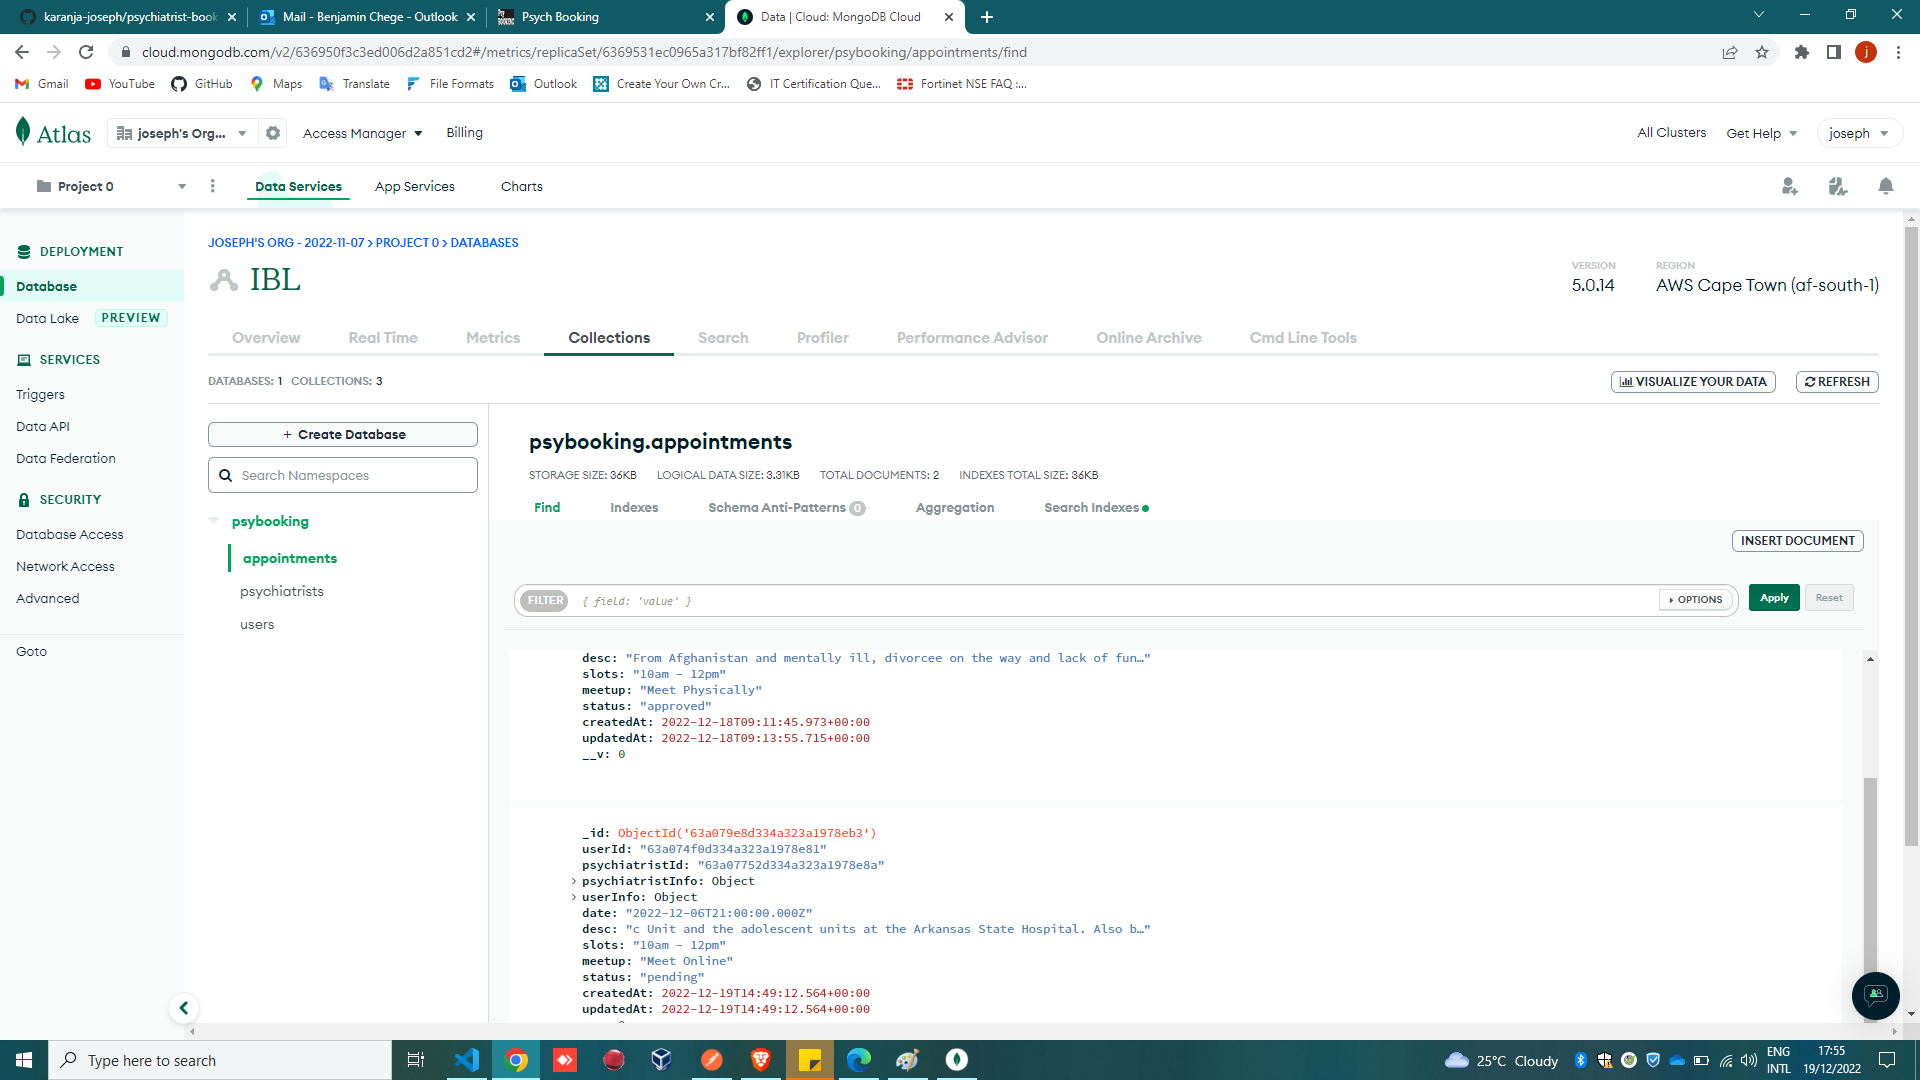 karanja-joseph/psychiatrist-book
Mail - Benjamin Chege - Outlook
Psych Booking
Data | Cloud: MongoDB Cloud
cloud.mongodb.com/v2/636950f3c3ed006d2a851cd2#/metrics/replicaSet/6369531ec0965a317bf82ff1/explorer/psybooking/appointments/find
j
Gmail YouTube GitHub Maps Translate File Formats Outlook Create Your Own Cr... IT Certification Que... Fortinet NSE FAQ :...
Atlas joseph's Org... Access Manager Billing All Clusters Get Help joseph
Project 0 Data Services App Services Charts
DEPLOYMENT
Database
Data Lake PREVIEW
SERVICES
Triggers
Data API
Data Federation
SECURITY
Database Access
Network Access
Advanced
Goto
JOSEPH'S ORG - 2022-11-07 > PROJECT 0 > DATABASES
IBL
VERSION
5.0.14
REGION
AWS Cape Town (af-south-1)
Overview Real Time Metrics Collections Search Profiler Performance Advisor Online Archive Cmd Line Tools
DATABASES: 1 COLLECTIONS: 3
VISUALIZE YOUR DATA REFRESH
+ Create Database
Search Namespaces
psybooking
appointments
psychiatrists
users
psybooking.appointments
STORAGE SIZE: 36KB LOGICAL DATA SIZE: 3.31KB TOTAL DOCUMENTS: 2 INDEXES TOTAL SIZE: 36KB
Find Indexes Schema Anti-Patterns 0 Aggregation Search Indexes
INSERT DOCUMENT
FILTER { field: 'value' } OPTIONS Apply Reset
desc: "From Afghanistan and mentally ill, divorcee on the way and lack of fun…"
slots: "10am - 12pm"
meetup: "Meet Physically"
status: "approved"
createdAt: 2022-12-18T09:11:45.973+00:00
updatedAt: 2022-12-18T09:13:55.715+00:00
__v: 0
_id: ObjectId('63a079e8d334a323a1978eb3')
userId: "63a074f0d334a323a1978e81"
psychiatristId: "63a07752d334a323a1978e8a"
psychiatristInfo: Object
userInfo: Object
date: "2022-12-06T21:00:00.000Z"
desc: "c Unit and the adolescent units at the Arkansas State Hospital. Also b…"
slots: "10am - 12pm"
meetup: "Meet Online"
status: "pending"
createdAt: 2022-12-19T14:49:12.564+00:00
updatedAt: 2022-12-19T14:49:12.564+00:00
Type here to search
25°C Cloudy
ENG
INTL
17:55
19/12/2022